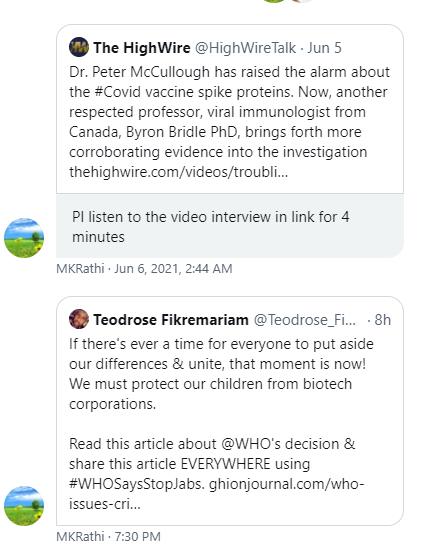 The HighWire @HighWireTalk · Jun 5
Dr. Peter McCullough has raised the alarm about
the #Covid vaccine spike proteins. Now, another
respected professor, viral immunologist from
Canada, Byron Bridle PhD, brings forth more
corroborating evidence into the investigation
thehighwire.com/videos/troubli...
Pl listen to the video interview in link for 4
minutes
MKRathi · Jun 6, 2021, 2:44 AM
Teodrose Fikremariam @Teodrose_Fi... · 8h
If there's ever a time for everyone to put aside
our differences & unite, that moment is now!
We must protect our children from biotech
corporations.
Read this article about @WHO's decision &
share this article EVERYWHERE using
#WHOSaysStopJabs. ghionjournal.com/who-
issues-cri...
MKRathi · 7:30 PM